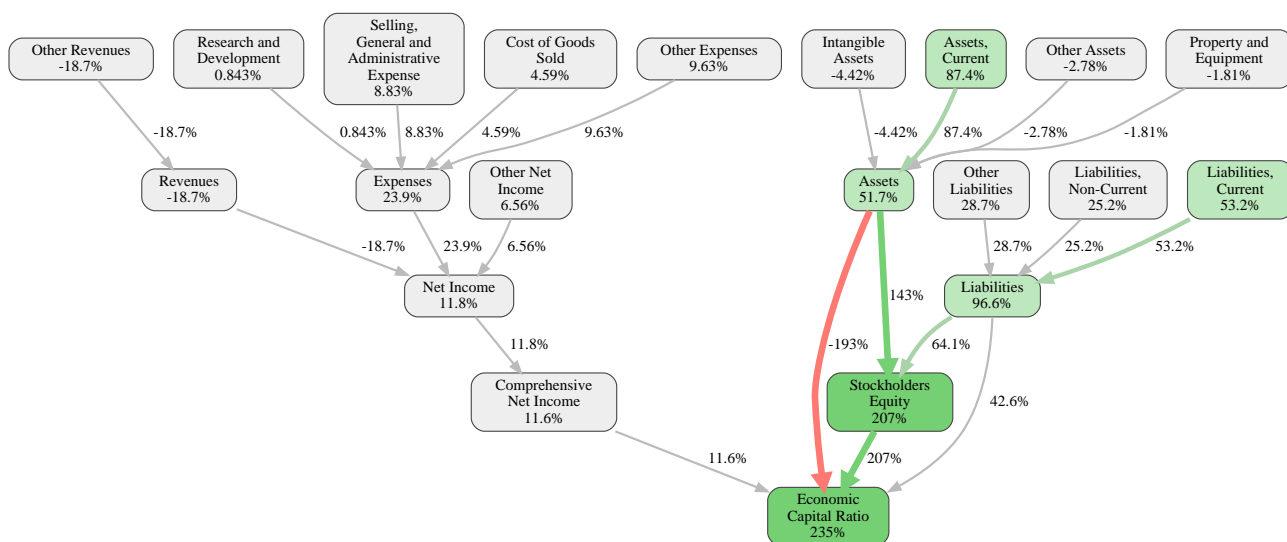 Other Revenues
-18.7%
Research and
Development
0.843%
Selling,
General and
Administrative
Expense
8.83%
Cost of Goods
Sold
4.59%
Other Expenses
9.63%
Intangible
Assets
-4.42%
Assets,
Current
87.4%
Other Assets
-2.78%
Property and
Equipment
-1.81%
-18.7%
0.843%
8.83%
4.59%
9.63%
-4.42%
87.4%
-2.78%
-1.81%
Revenues
-18.7%
Expenses
23.9%
Other Net
Income
6.56%
Assets
51.7%
Other
Liabilities
28.7%
Liabilities,
Non-Current
25.2%
Liabilities,
Current
53.2%
-18.7%
23.9%
6.56%
28.7%
25.2%
53.2%
Net Income
11.8%
143%
Liabilities
96.6%
11.8%
-193%
64.1%
Comprehensive
Net Income
11.6%
Stockholders
Equity
207%
42.6%
11.6%
207%
Economic
Capital Ratio
235%